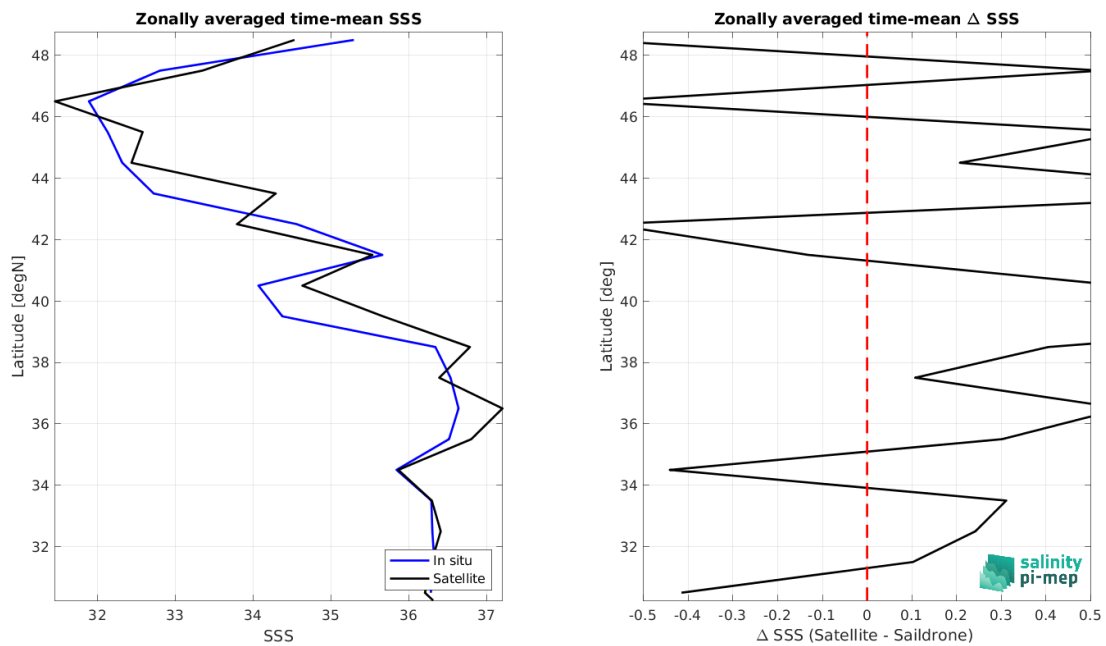 Zonally averaged time-mean SSS
48
46
44
42
40
38
36
34
32
Latitude [degN]
In situ
Satellite
32 33 34 35 36 37
SSS
Zonally averaged time-mean Δ SSS
48
46
44
42
40
38
36
34
32
Latitude [deg]
salinity
pi-mep
-0.5 -0.4 -0.3 -0.2 -0.1 0 0.1 0.2 0.3 0.4 0.5
Δ SSS (Satellite - Saildrone)